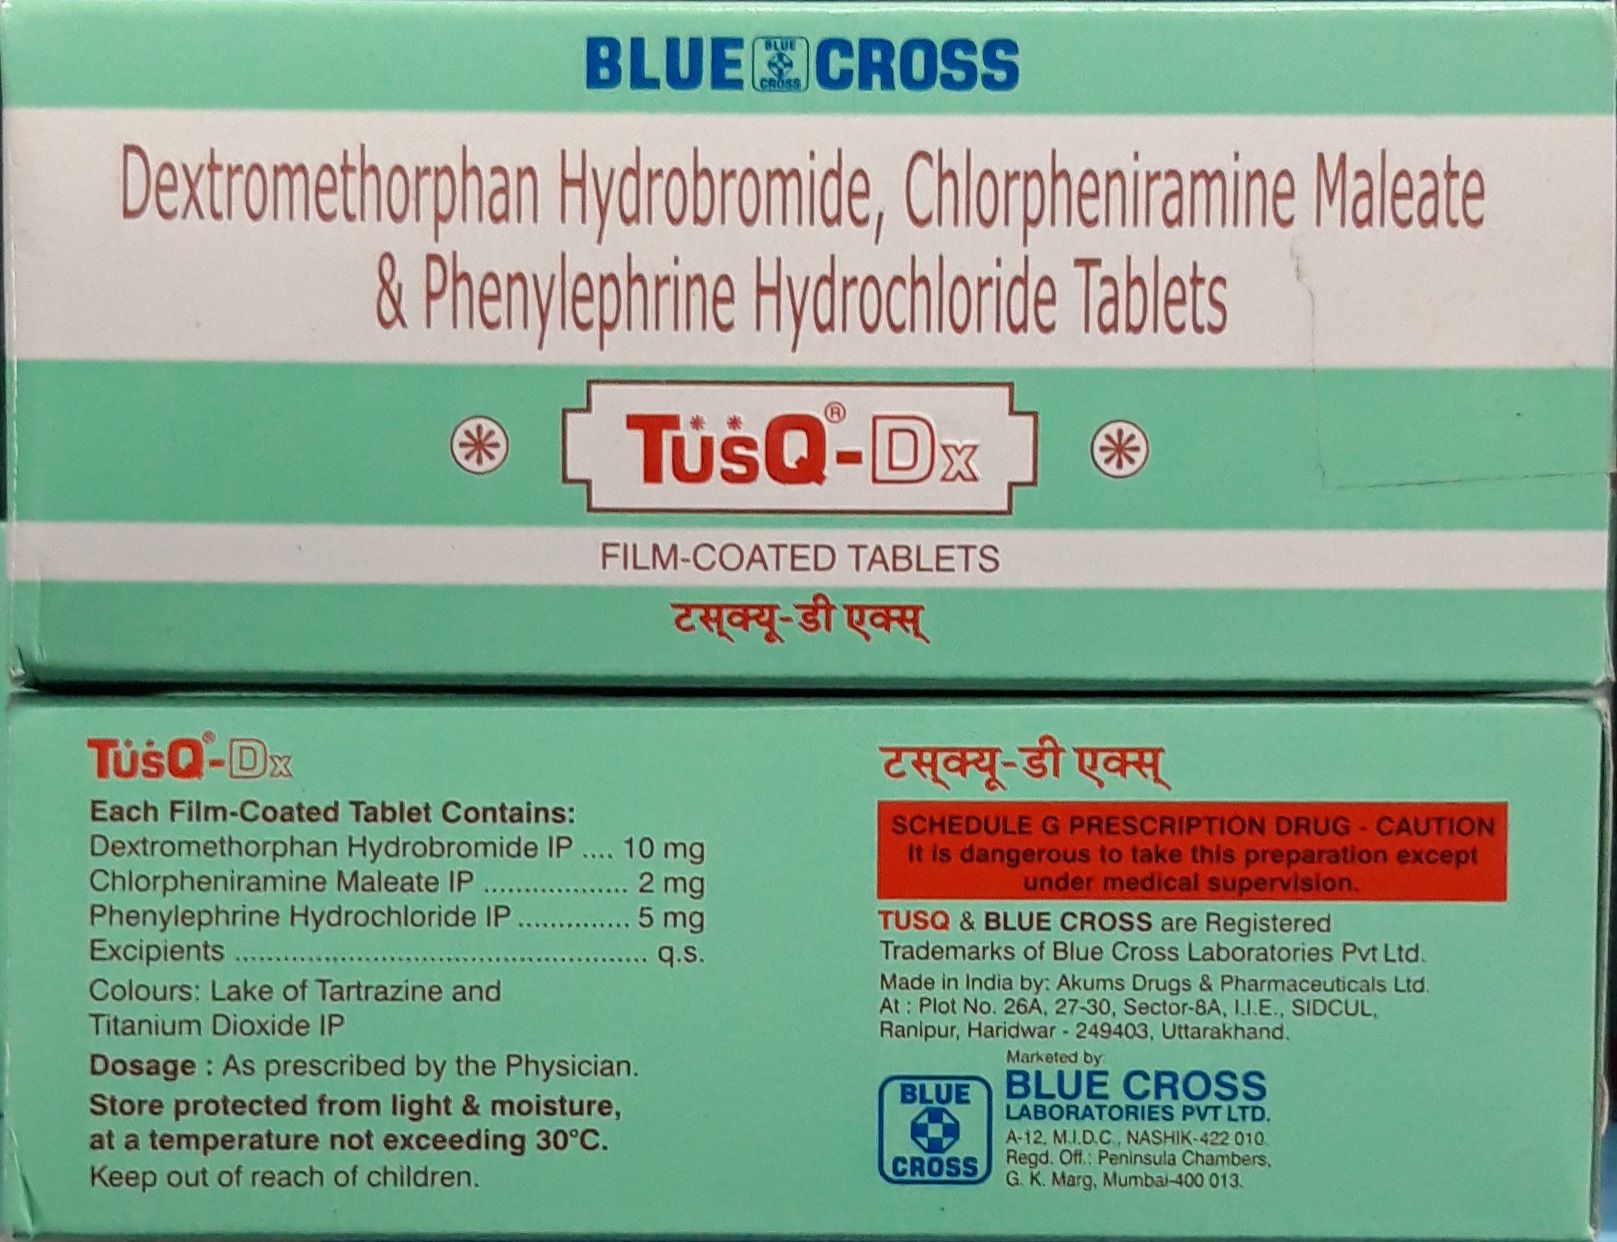 BLUE BLUE CROSS CROSS
Dextromethorphan Hydrobromide, Chlorpheniramine Maleate
& Phenylephrine Hydrochloride Tablets
TUSQ®-DX
FILM-COATED TABLETS
टस्क्यू-डी एक्स्
TUSQ®-DX
Each Film-Coated Tablet Contains:
Dextromethorphan Hydrobromide IP .... 10 mg
Chlorpheniramine Maleate IP .................. 2 mg
Phenylephrine Hydrochloride IP .............. 5 mg
Excipients .................................................... q.s.
Colours: Lake of Tartrazine and
Titanium Dioxide IP
Dosage : As prescribed by the Physician.
Store protected from light & moisture,
at a temperature not exceeding 30°C.
Keep out of reach of children.
टस्क्यू-डी एक्स्
SCHEDULE G PRESCRIPTION DRUG - CAUTION
It is dangerous to take this preparation except
under medical supervision.
TUSQ & BLUE CROSS are Registered
Trademarks of Blue Cross Laboratories Pvt Ltd.
Made in India by: Akums Drugs & Pharmaceuticals Ltd.
At : Plot No. 26A, 27-30, Sector-8A, I.I.E., SIDCUL,
Ranipur, Haridwar - 249403, Uttarakhand.
Marketed by:
BLUE CROSS
BLUE CROSS
LABORATORIES PVT LTD.
A-12, M.I.D.C., NASHIK-422 010.
Regd. Off.: Peninsula Chambers,
G. K. Marg, Mumbai-400 013.